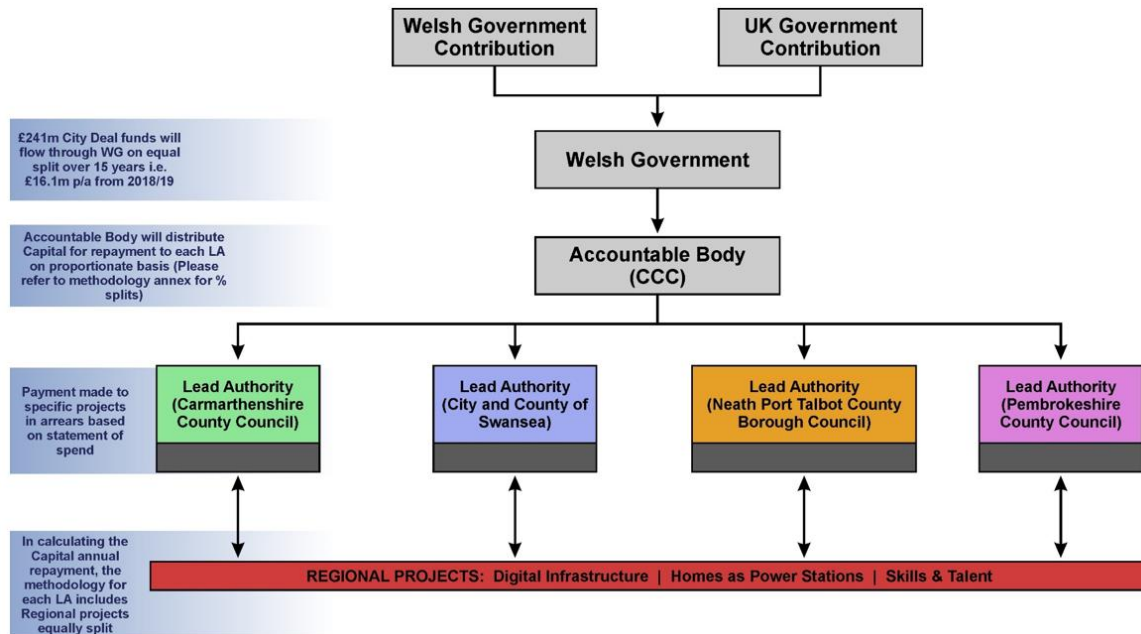 Welsh Government
Contribution
UK Government
Contribution
£241m City Deal funds will
flow through WG on equal
split over 15 years i.e.
£16.1m p/a from 2018/19
Welsh Government
Accountable Body will distribute
Capital for repayment to each LA
on proportionate basis (Please
refer to methodology annex for %
splits)
Accountable Body
(CCC)
Payment made to
specific projects
in arrears based
on statement of
spend
Lead Authority
(Carmarthenshire
County Council)
Lead Authority
(City and County of
Swansea)
Lead Authority
(Neath Port Talbot County
Borough Council)
Lead Authority
(Pembrokeshire
County Council)
In calculating the
Capital annual
repayment, the
methodology for
each LA includes
Regional projects
equally split
REGIONAL PROJECTS: Digital Infrastructure | Homes as Power Stations | Skills & Talent